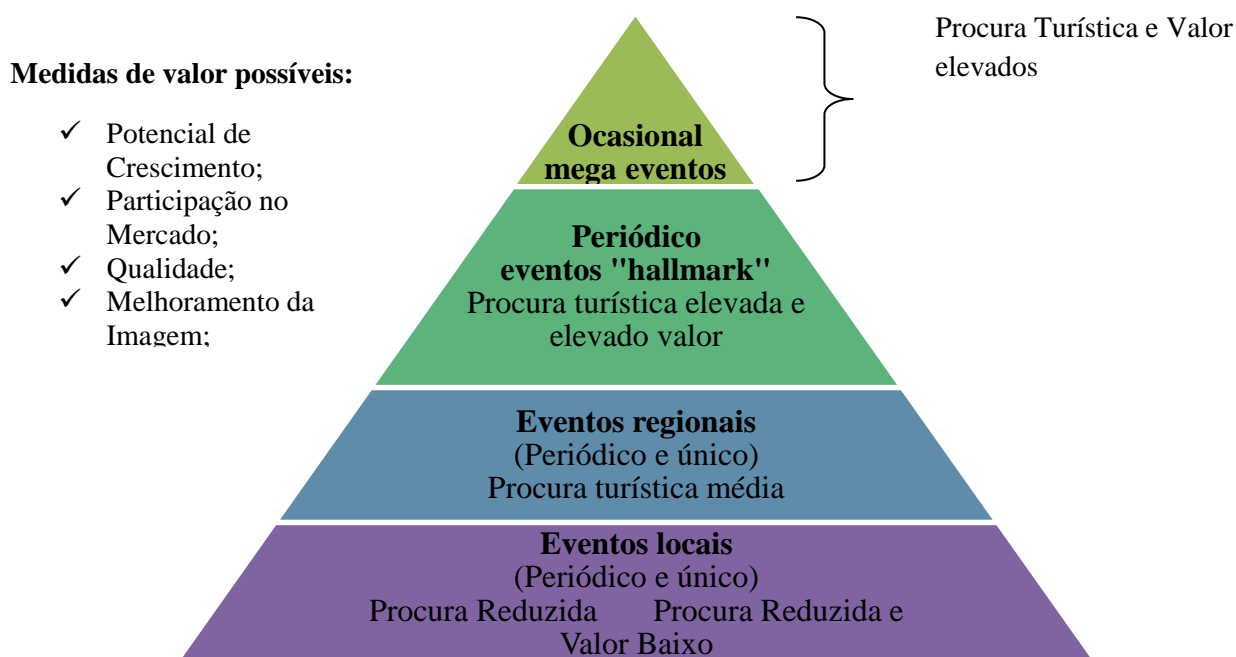 Medidas de valor possíveis:
✓ Potencial de
Crescimento;
✓ Participação no
Mercado;
✓ Qualidade;
✓ Melhoramento da
Imagem;
Procura Turística e Valor
elevados
Ocasional
mega eventos
Periódico
eventos "hallmark"
Procura turística elevada e
elevado valor
Eventos regionais
(Periódico e único)
Procura turística média
Eventos locais
(Periódico e único)
Procura Reduzida Procura Reduzida e
Valor Baixo